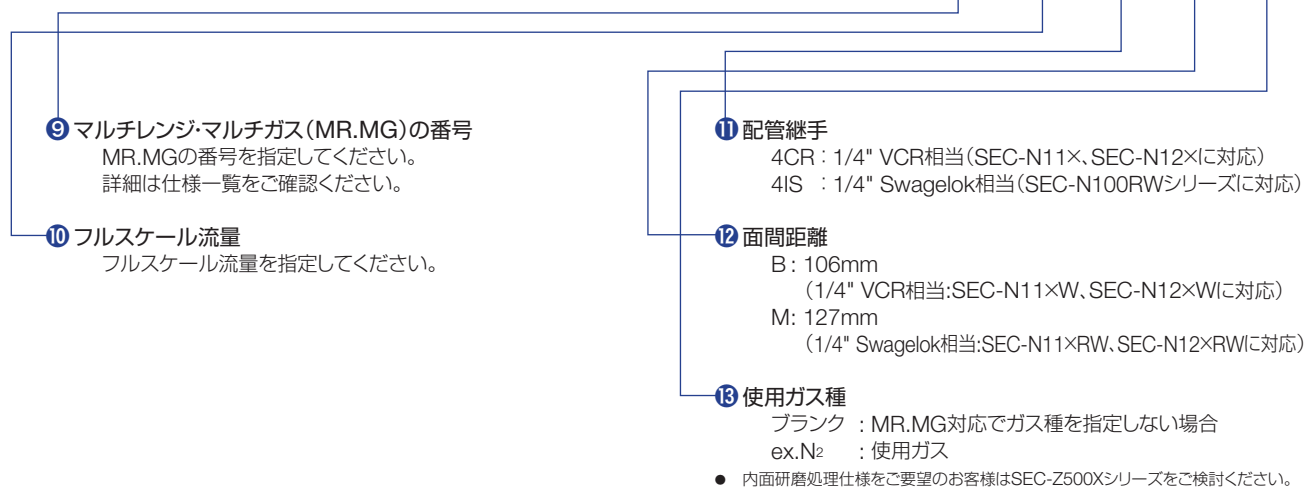 ⑨ マルチレンジ・マルチガス（MR.MG）の番号
MR.MGの番号を指定してください。
詳細は仕様一覧をご確認ください。
⑩ フルスケール流量
フルスケール流量を指定してください。
⑪ 配管継手
4CR：1/4" VCR相当（SEC-N11×、SEC-N12×に対応）
4IS ：1/4" Swagelok相当（SEC-N100RWシリーズに対応）
⑫ 面間距離
B：106mm
（1/4" VCR相当:SEC-N11×W、SEC-N12×Wに対応）
M：127mm
（1/4" Swagelok相当:SEC-N11×RW、SEC-N12×RWに対応）
⑬ 使用ガス種
ブランク ：MR.MG対応でガス種を指定しない場合
ex.N2 ：使用ガス
● 内面研磨処理仕様をご要望のお客様はSEC-Z500Xシリーズをご検討ください。